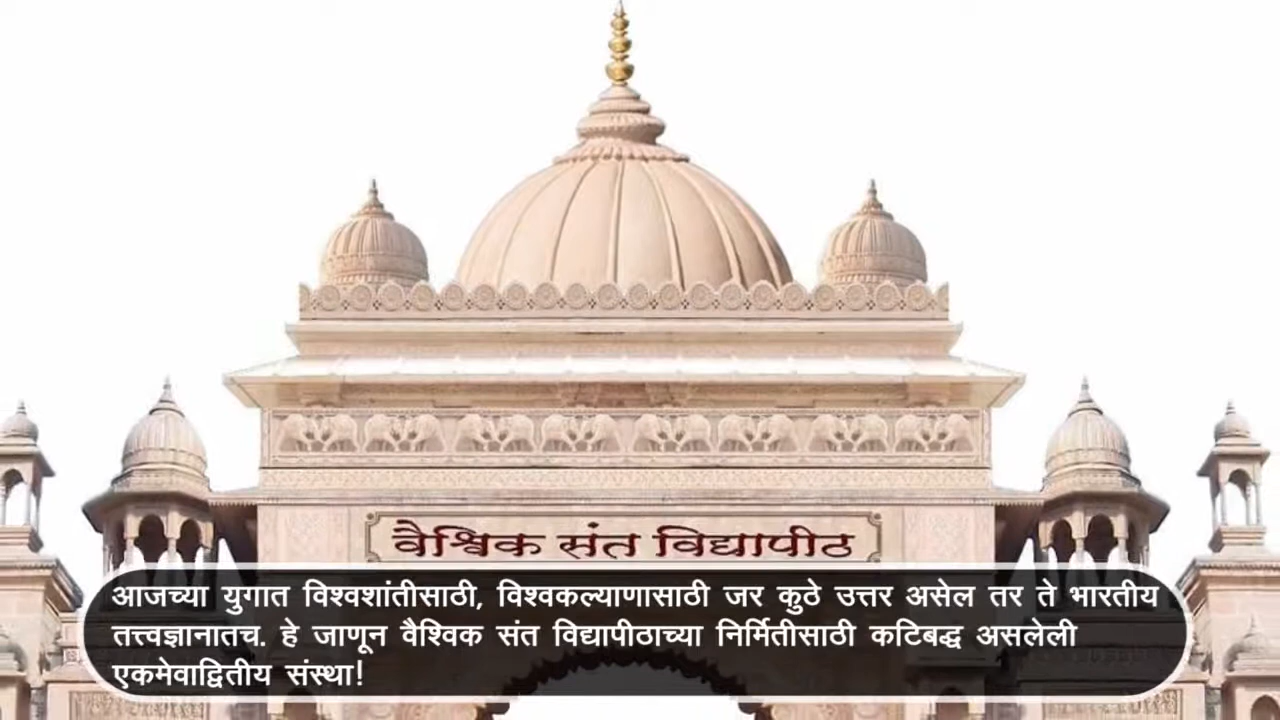 वैश्विक संत विद्यापीठ
आजच्या युगात विश्वशांतीसाठी, विश्वकल्याणासाठी जर कुठे उत्तर असेल तर ते भारतीय
तत्त्वज्ञानातच. हे जाणून वैश्विक संत विद्यापीठाच्या निर्मितीसाठी कटिबद्ध असलेली
एकमेवाद्वितीय संस्था!